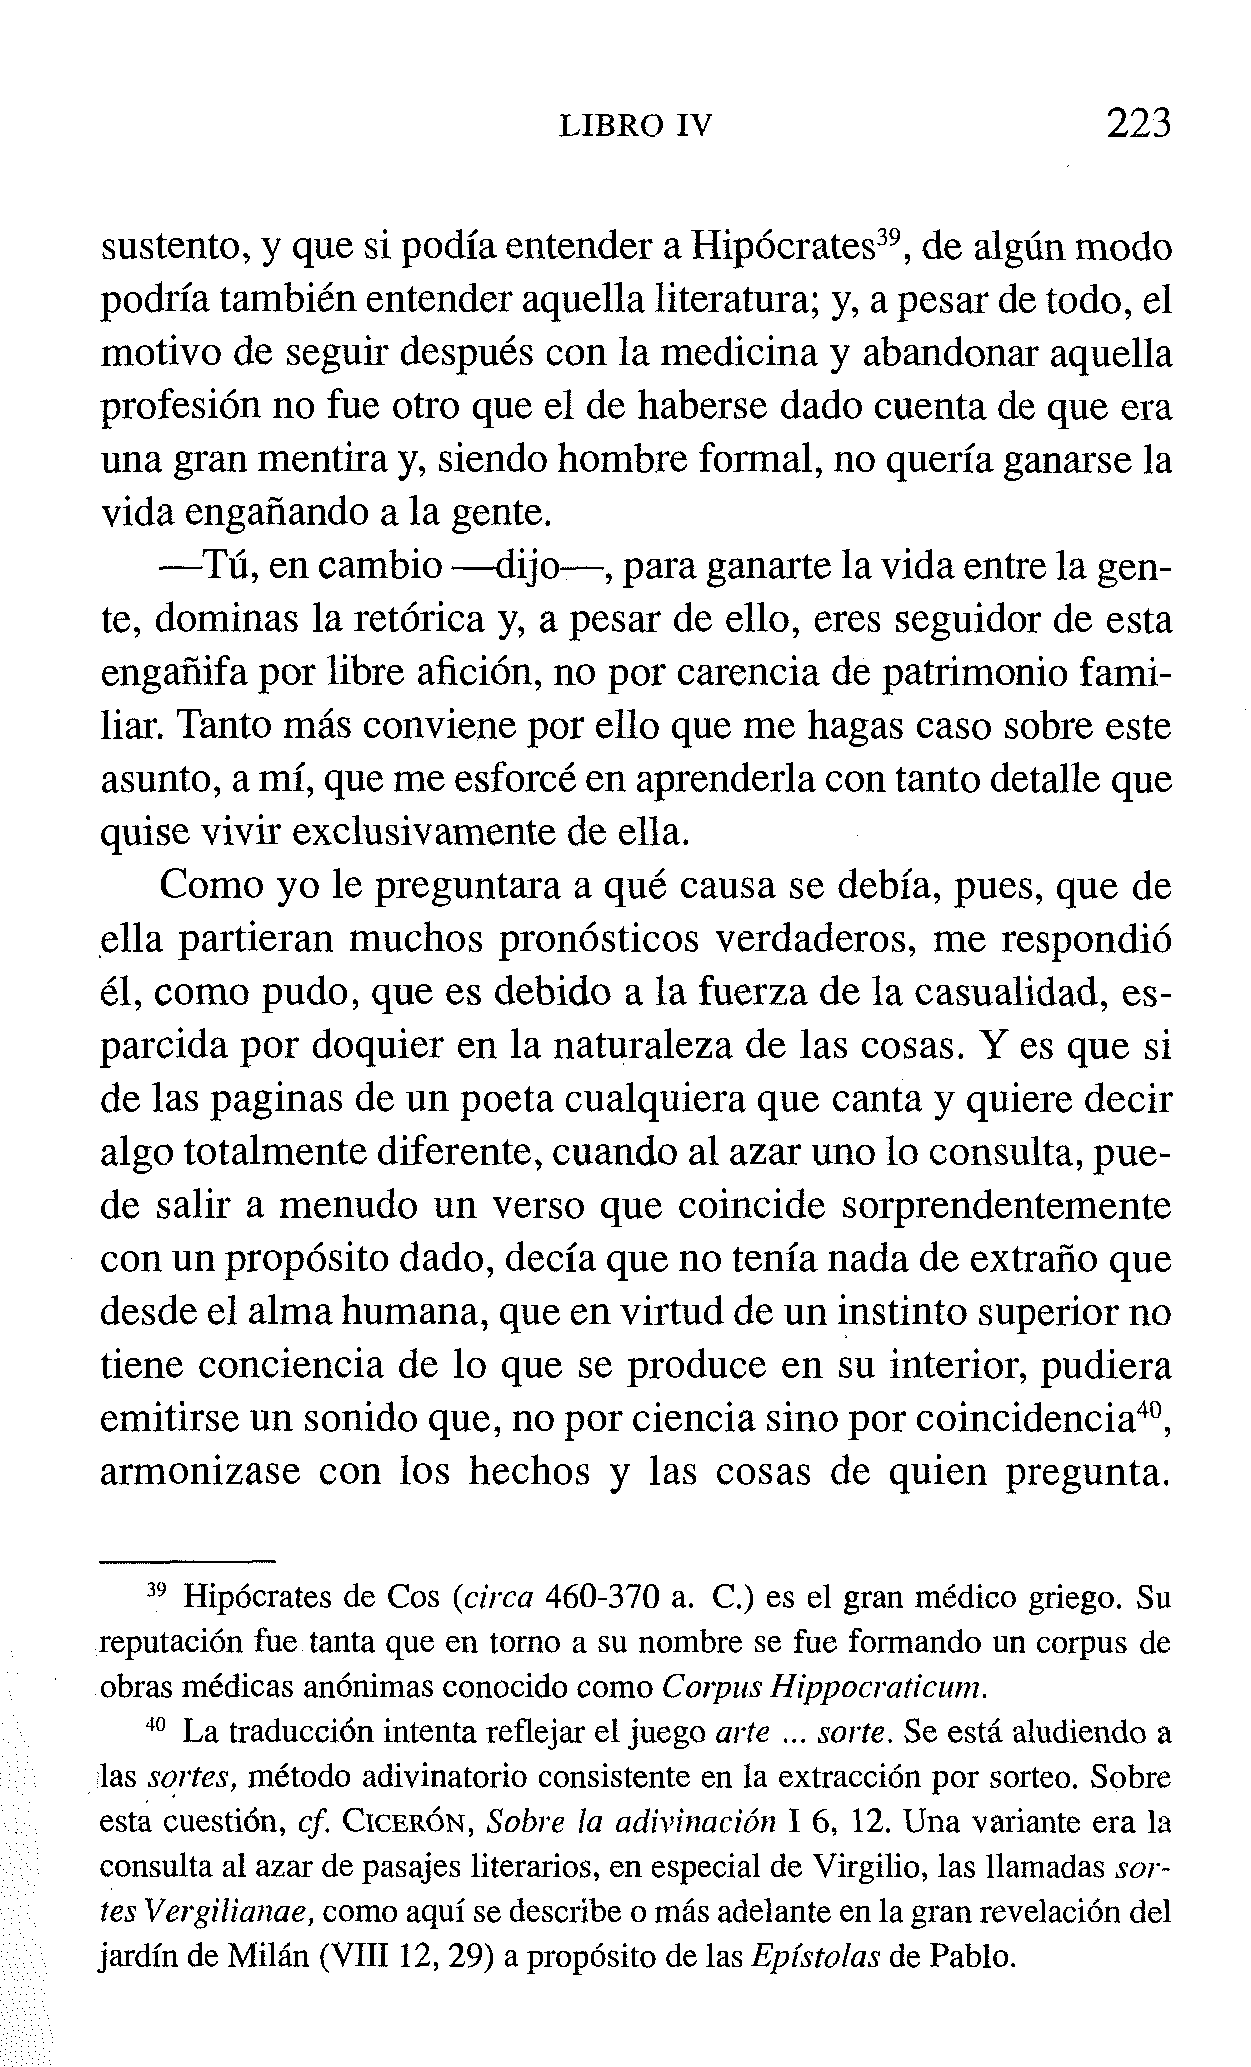 LIBRO IV 223
sustento, y que si podía entender a Hipócrates³⁹, de algún modo
podría también entender aquella literatura; y, a pesar de todo, el
motivo de seguir después con la medicina y abandonar aquella
profesión no fue otro que el de haberse dado cuenta de que era
una gran mentira y, siendo hombre formal, no quería ganarse la
vida engañando a la gente.
—Tú, en cambio —dijo—, para ganarte la vida entre la gen-
te, dominas la retórica y, a pesar de ello, eres seguidor de esta
engañifa por libre afición, no por carencia de patrimonio fami-
liar. Tanto más conviene por ello que me hagas caso sobre este
asunto, a mí, que me esforcé en aprenderla con tanto detalle que
quise vivir exclusivamente de ella.
Como yo le preguntara a qué causa se debía, pues, que de
ella partieran muchos pronósticos verdaderos, me respondió
él, como pudo, que es debido a la fuerza de la casualidad, es-
parcida por doquier en la naturaleza de las cosas. Y es que si
de las paginas de un poeta cualquiera que canta y quiere decir
algo totalmente diferente, cuando al azar uno lo consulta, pue-
de salir a menudo un verso que coincide sorprendentemente
con un propósito dado, decía que no tenía nada de extraño que
desde el alma humana, que en virtud de un instinto superior no
tiene conciencia de lo que se produce en su interior, pudiera
emitirse un sonido que, no por ciencia sino por coincidencia⁴⁰,
armonizase con los hechos y las cosas de quien pregunta.
³⁹ Hipócrates de Cos (circa 460-370 a. C.) es el gran médico griego. Su
reputación fue tanta que en torno a su nombre se fue formando un corpus de
obras médicas anónimas conocido como Corpus Hippocraticum.
⁴⁰ La traducción intenta reflejar el juego arte ... sorte. Se está aludiendo a
las sortes, método adivinatorio consistente en la extracción por sorteo. Sobre
esta cuestión, cf. CICERÓN, Sobre la adivinación I 6, 12. Una variante era la
consulta al azar de pasajes literarios, en especial de Virgilio, las llamadas sor-
tes Vergilianae, como aquí se describe o más adelante en la gran revelación del
jardín de Milán (VIII 12, 29) a propósito de las Epístolas de Pablo.